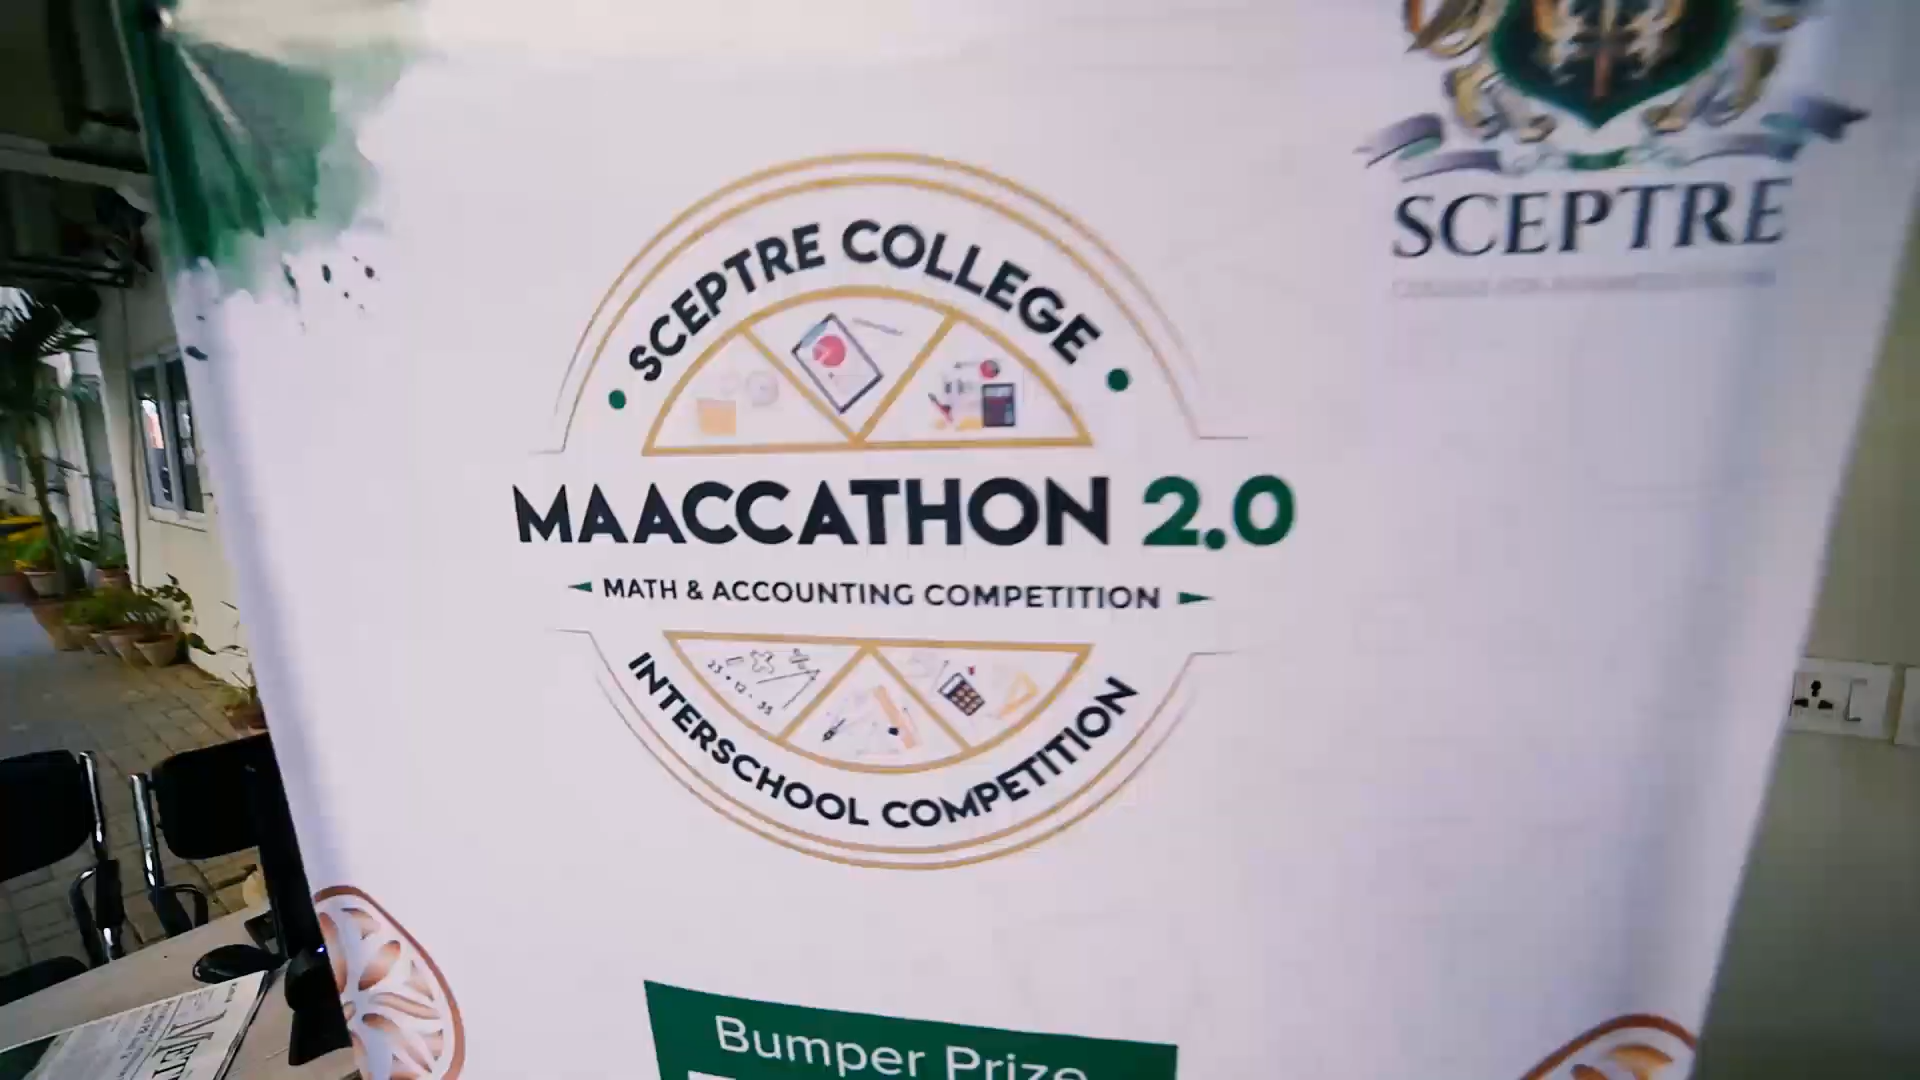 SCEPTRE
SCEPTRE COLLEGE
MAACCATHON 2.0
MATH & ACCOUNTING COMPETITION
INTERSCHOOL COMPETITION
Bumper Prize